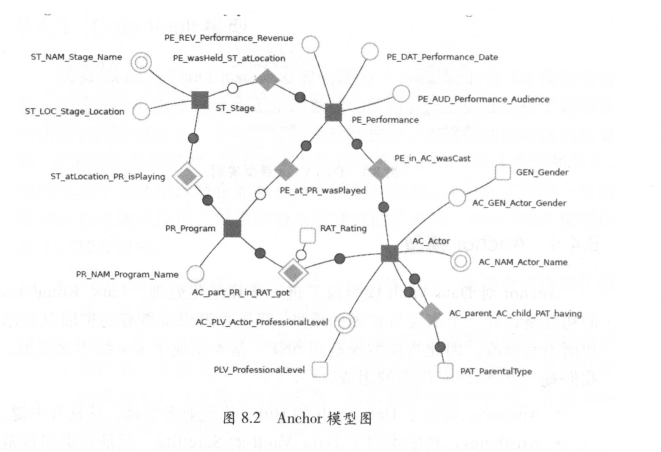 PE_REV_Performance_Revenue
ST_NAM_Stage_Name
PE_wasHeld_ST_atLocation
PE_DAT_Performance_Date
ST_LOC_Stage_Location
ST_Stage
PE_AUD_Performance_Audience
PE_Performance
PE_in_AC_wasCast
GEN_Gender
ST_atLocation_PR_isPlaying
PE_at_PR_wasPlayed
AC_GEN_Actor_Gender
PR_Program
RAT_Rating
AC_Actor
AC_NAM_Actor_Name
PR_NAM_Program_Name
AC_part_PR_in_RAT_got
AC_PLV_Actor_ProfessionalLevel
AC_parent_AC_child_PAT_having
PLV_ProfessionalLevel
PAT_ParentalType
图 8.2 Anchor 模型图